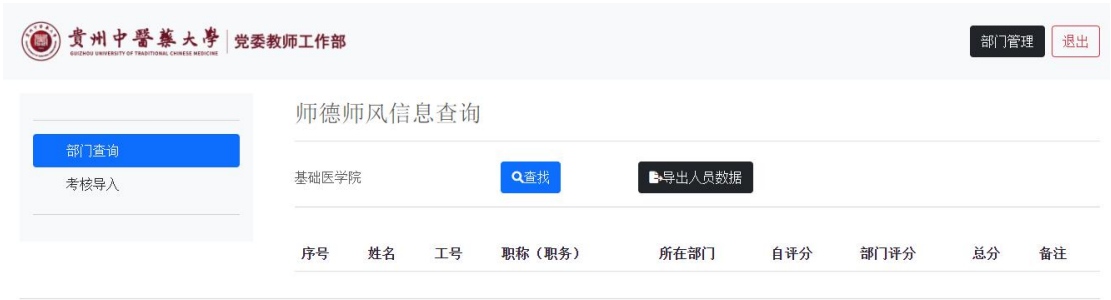 貴州中醫藥大學 党委教师工作部 部门管理 退出
GUIZHOU UNIVERSITY OF TRADITIONAL CHINESE MEDICINE
师德师风信息查询
部门查询
考核导入
基础医学院 查找 导出人员数据
序号 姓名 工号 职称（职务） 所在部门 自评分 部门评分 总分 备注